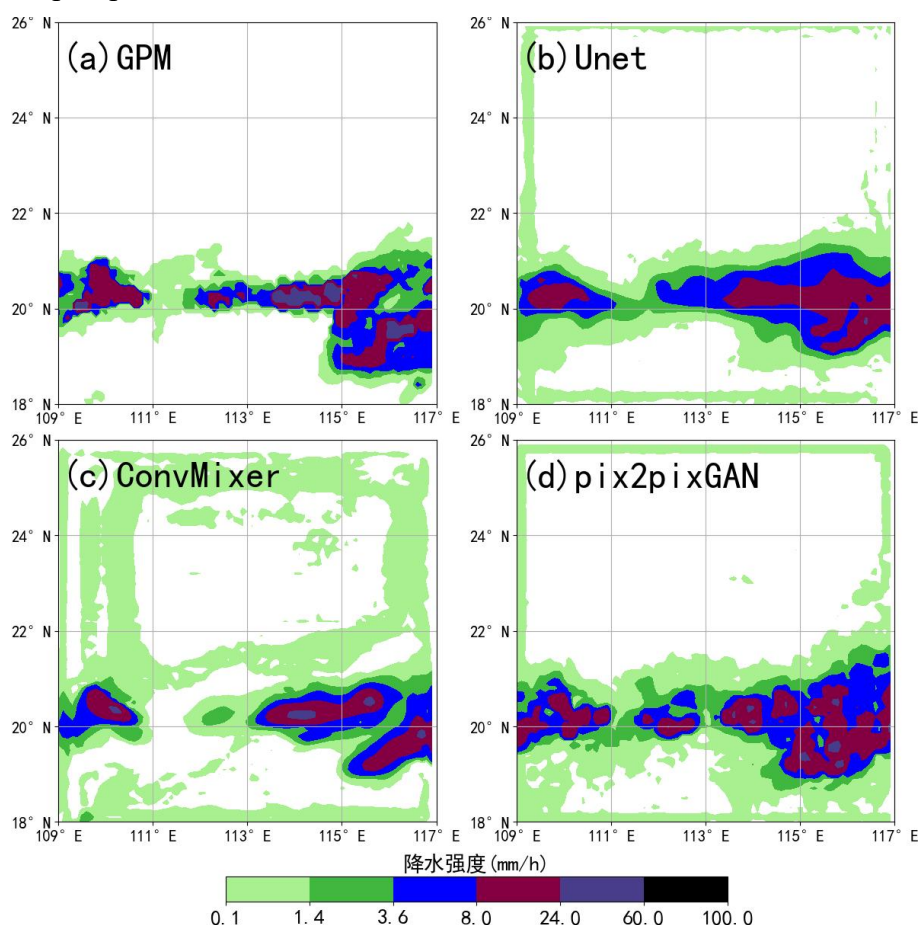 26° N
(a)GPM
24° N
22° N
20° N
18° N
109° E 111° E 113° E 115° E 117° E
26° N
(b)Unet
24° N
22° N
20° N
18° N
109° E 111° E 113° E 115° E 117° E
26° N
(c)ConvMixer
24° N
22° N
20° N
18° N
109° E 111° E 113° E 115° E 117° E
26° N
(d)pix2pixGAN
24° N
22° N
20° N
18° N
109° E 111° E 113° E 115° E 117° E
降水强度(mm/h)
0.1 1.4 3.6 8.0 24.0 60.0 100.0